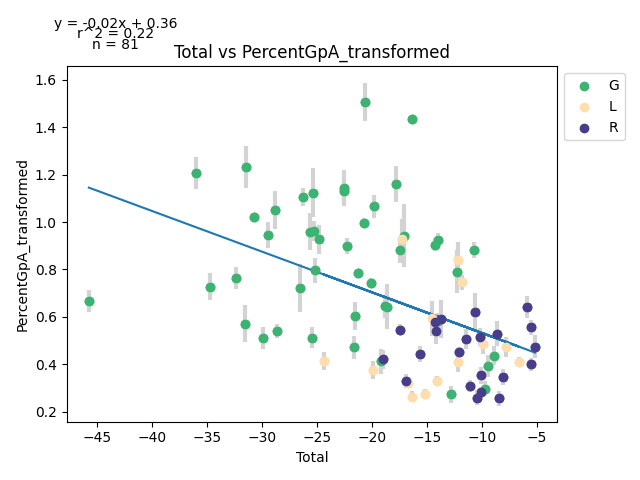 y = -0.02x + 0.36
r^2 = 0.22
n = 81
Total vs PercentGpA_transformed
G
L
R
PercentGpA_transformed
1.6
1.4
1.2
1.0
0.8
0.6
0.4
0.2
−45 −40 −35 −30 −25 −20 −15 −10 −5
Total